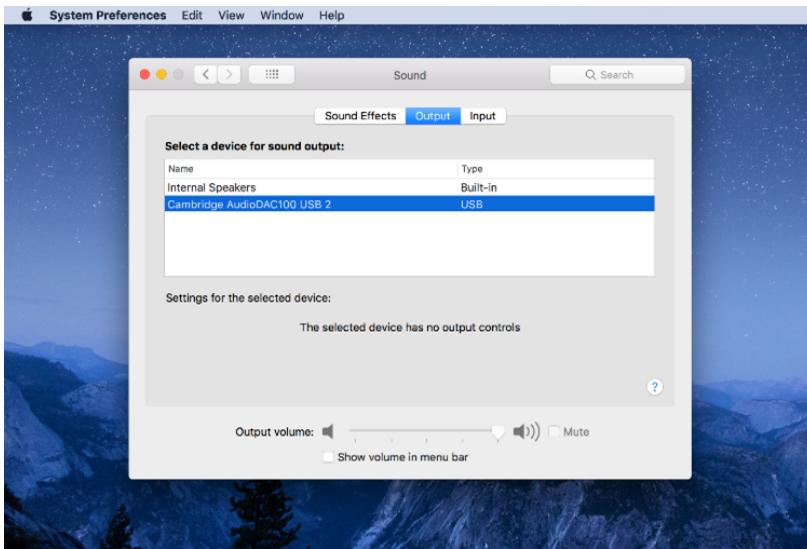 System Preferences Edit View Window Help
Sound
Search
Sound Effects Output Input
Select a device for sound output:
Name Type
Internal Speakers Built-in
Cambridge AudioDAC100 USB 2 USB
Settings for the selected device:
The selected device has no output controls
?
Output volume: Mute
Show volume in menu bar